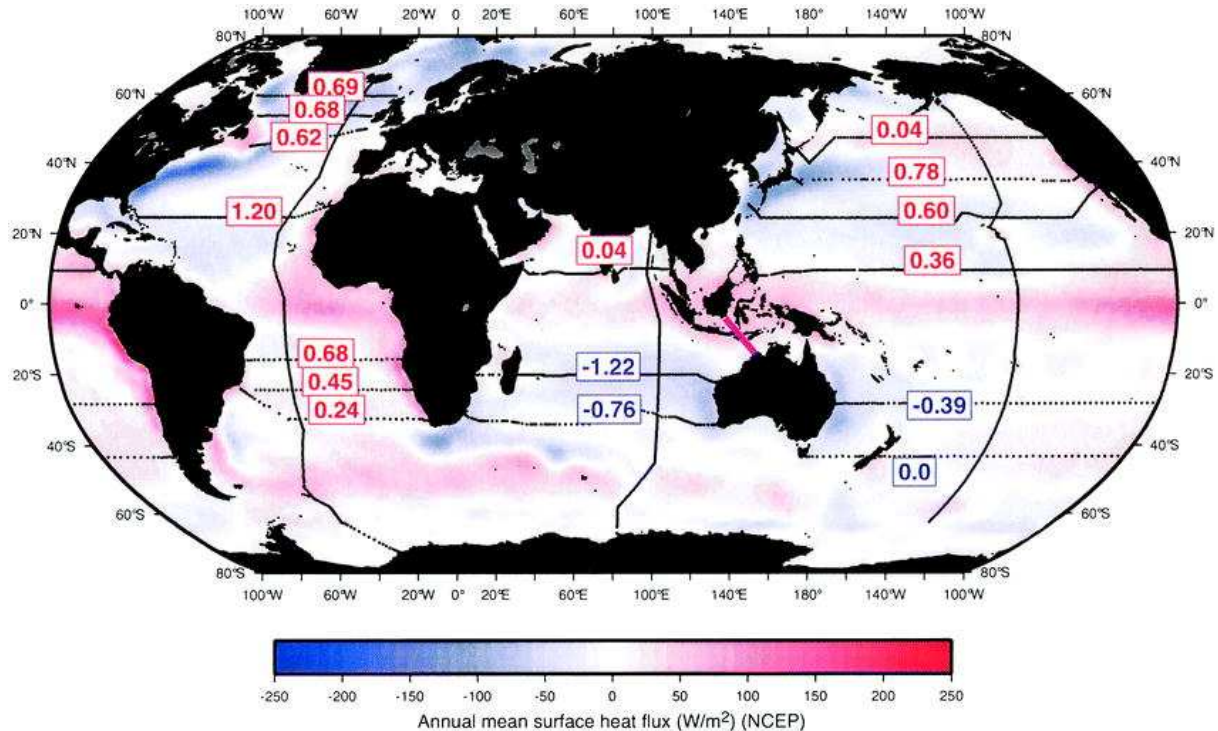 100°W 60°W 20°W 0° 20°E 60°E 100°E 140°E 180° 140°W 100°W
80°N 80°N
0.69
60°N 60°N
0.68
0.62 0.04
40°N 40°N
0.78
1.20 0.60
20°N 20°N
0.04 0.36
0° 0°
0.68 -1.22
20°S 20°S
0.45
0.24 -0.76 -0.39
40°S 40°S
0.0
60°S 60°S
80°S 80°S
100°W 60°W 20°W 0° 20°E 60°E 100°E 140°E 180° 140°W 100°W
-250 -200 -150 -100 -50 0 50 100 150 200 250
Annual mean surface heat flux (W/m²) (NCEP)